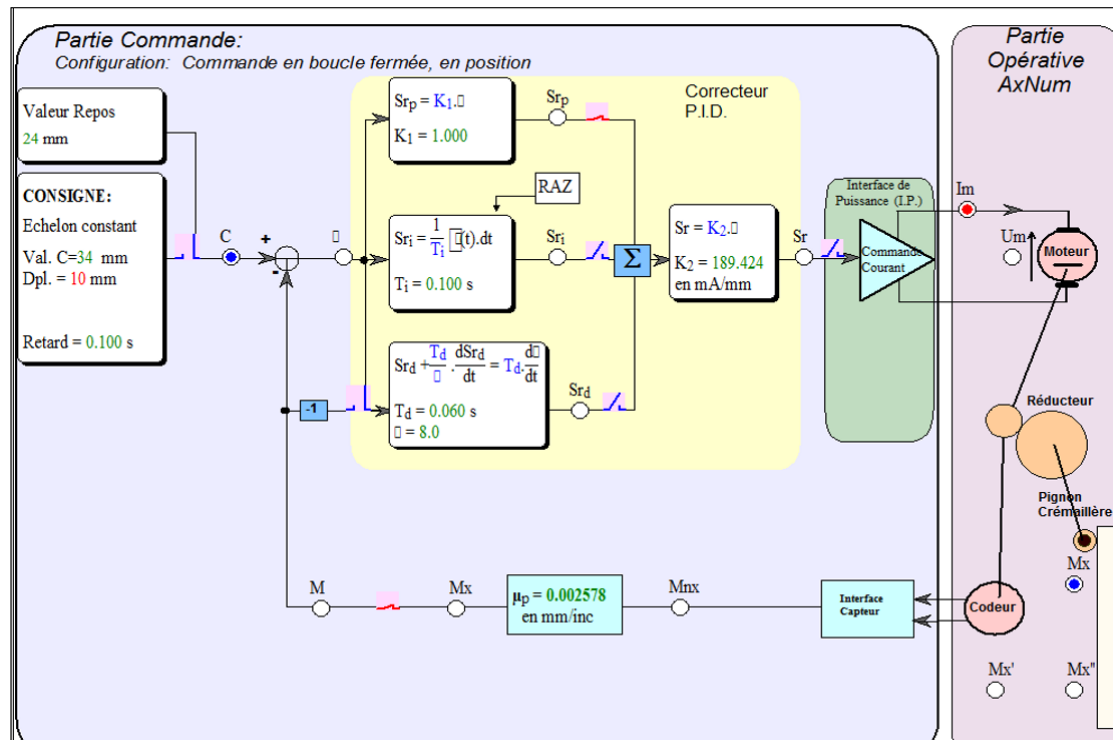 Partie Commande:
Configuration: Commande en boucle fermée, en position
Partie
Opérative
AxNum
Valeur Repos
24 mm
CONSIGNE:
Echelon constant
Val. C=34 mm
Dpl. = 10 mm
Retard = 0.100 s
C
+
-
▯
Correcteur
P.I.D.
Srp = K1.▯
K1 = 1.000
Srp
RAZ
Sri = 1/Ti ▯▯(t).dt
Ti = 0.100 s
Sri
Σ
Sr = K2.▯
K2 = 189.424
en mA/mm
Sr
Srd + Td/▯ . dSrd/dt = Td. d▯/dt
Td = 0.060 s
▯ = 8.0
Srd
-1
Interface de
Puissance (I.P.)
Commande
Courant
Im
Um
Moteur
Réducteur
Pignon
Crémaillère
Mx
M
Mx
µp = 0.002578
en mm/inc
Mnx
Interface
Capteur
Codeur
Mx'
Mx"